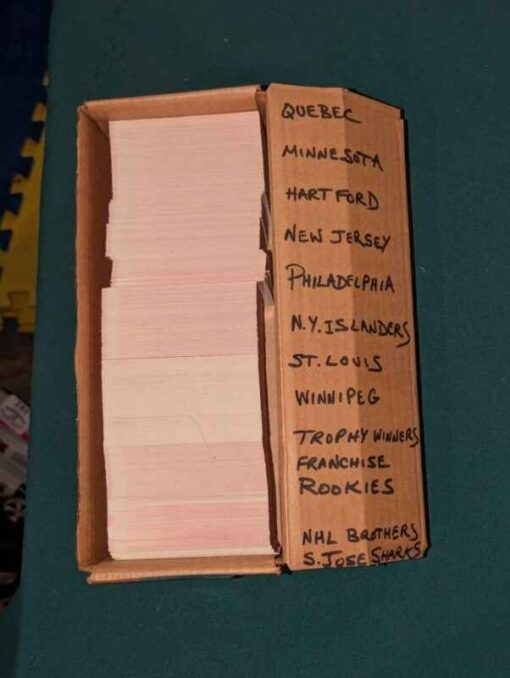 QUEBEC
MINNESOTA
HARTFORD
NEW JERSEY
PHILADELPHIA
N.Y. ISLANDERS
ST. LOUIS
WINNIPEG
TROPHY WINNERS
FRANCHISE
ROOKIES
NHL BROTHERS
S. JOSE SHARKS